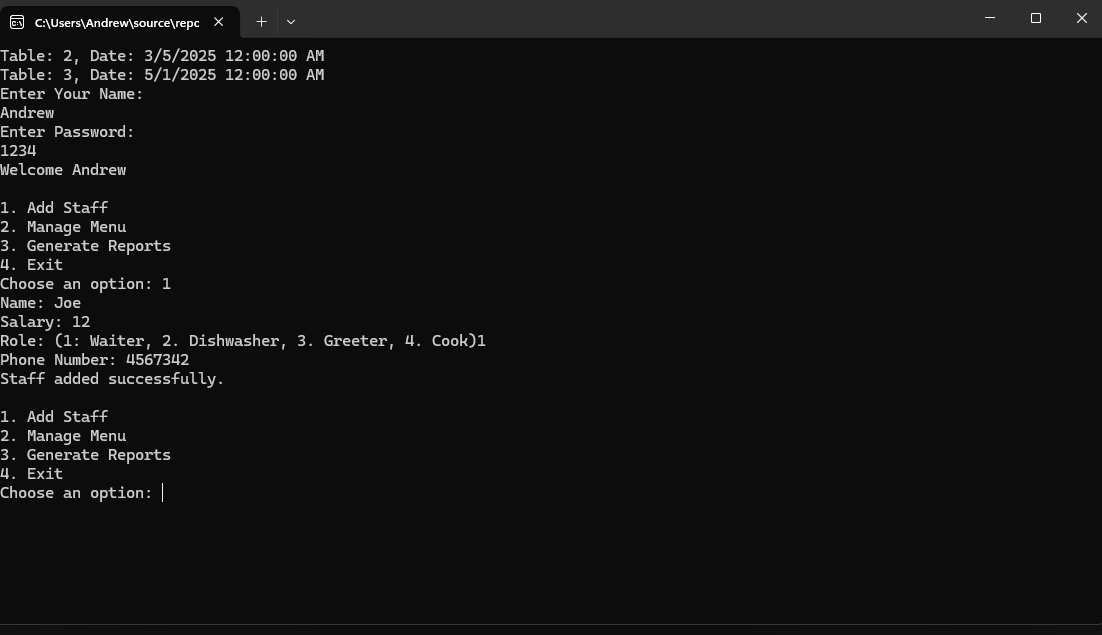 C:\Users\Andrew\source\repo
Table: 2, Date: 3/5/2025 12:00:00 AM
Table: 3, Date: 5/1/2025 12:00:00 AM
Enter Your Name:
Andrew
Enter Password:
1234
Welcome Andrew
1. Add Staff
2. Manage Menu
3. Generate Reports
4. Exit
Choose an option: 1
Name: Joe
Salary: 12
Role: (1: Waiter, 2. Dishwasher, 3. Greeter, 4. Cook)1
Phone Number: 4567342
Staff added successfully.
1. Add Staff
2. Manage Menu
3. Generate Reports
4. Exit
Choose an option: